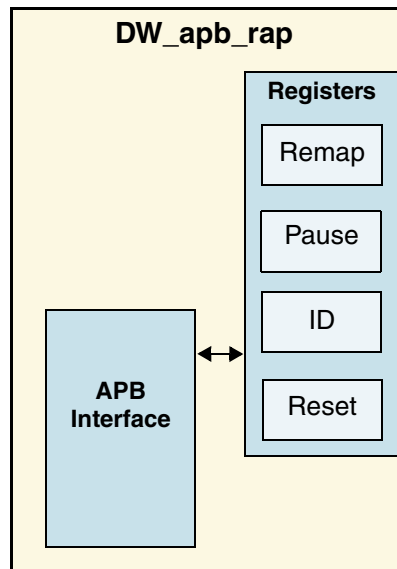 DW_apb_rap
Registers
Remap
Pause
ID
Reset
APB
Interface